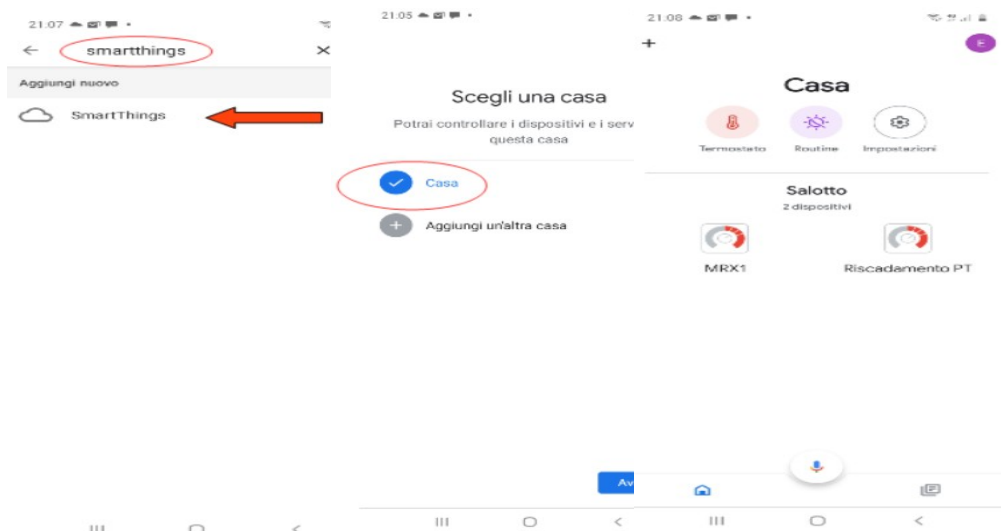 21:07
smartthings
Aggiungi nuovo
SmartThings
21:05
Scegli una casa
Potrai controllare i dispositivi e i serv
questa casa
Casa
Aggiungi un'altra casa
Av
21:08
E
Casa
Termostato
Routine
Impostazioni
Salotto
2 dispositivi
MRX1
Riscadamento PT